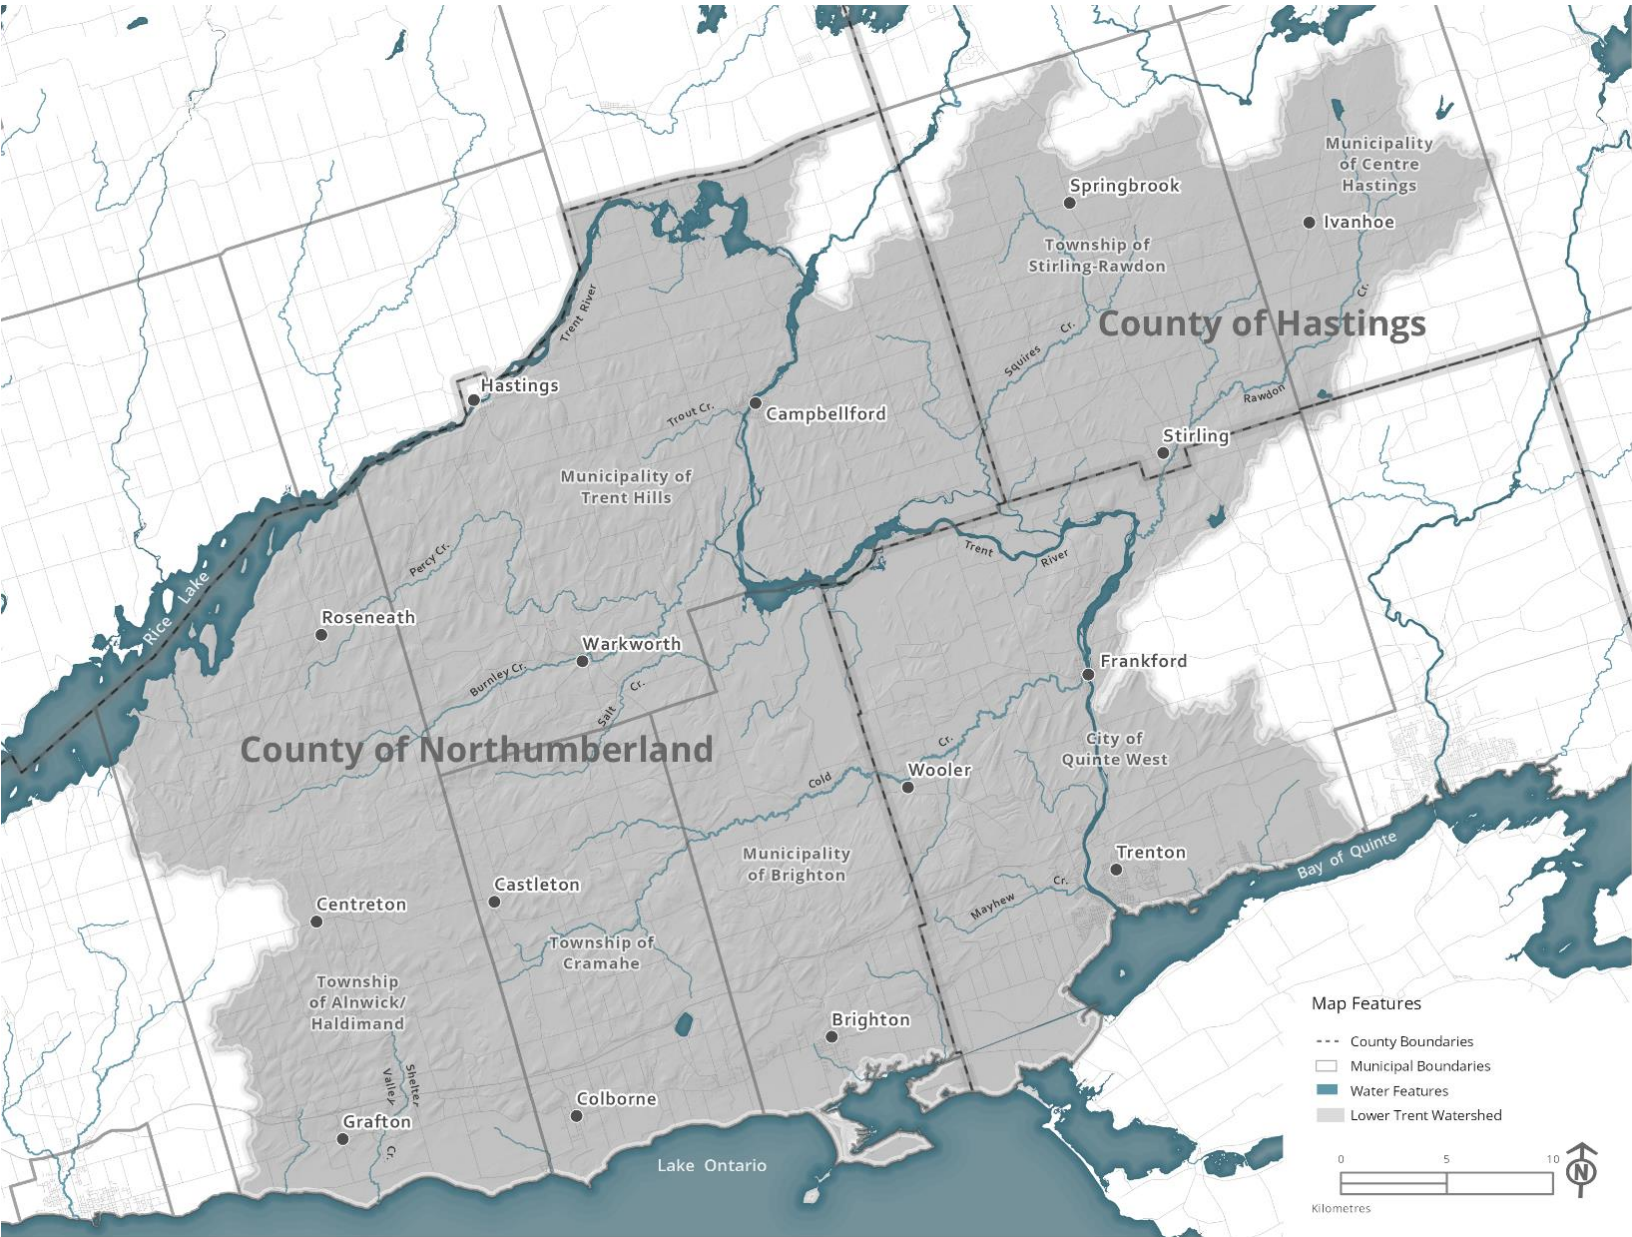 Municipality
of Centre
Hastings
Springbrook
Ivanhoe
Township of
Stirling-Rawdon
County of Hastings
Trent River
Cr.
Squires
Cr.
Hastings
Rawdon
Trout Cr.
Campbellford
Stirling
Municipality of
Trent Hills
Percy Cr.
Trent
River
Rice Lake
Roseneath
Warkworth
Burnley Cr.
Salt
Cr.
Frankford
County of Northumberland
City of
Quinte West
Cr.
Wooler
Cold
Municipality
of Brighton
Trenton
Bay of Quinte
Castleton
Mayhew
Cr.
Centreton
Township of
Cramahe
Township
of Alnwick/
Haldimand
Brighton
Shelter
Valley
Cr.
Colborne
Grafton
Lake Ontario
Map Features
County Boundaries
Municipal Boundaries
Water Features
Lower Trent Watershed
0 5 10
N
Kilometres